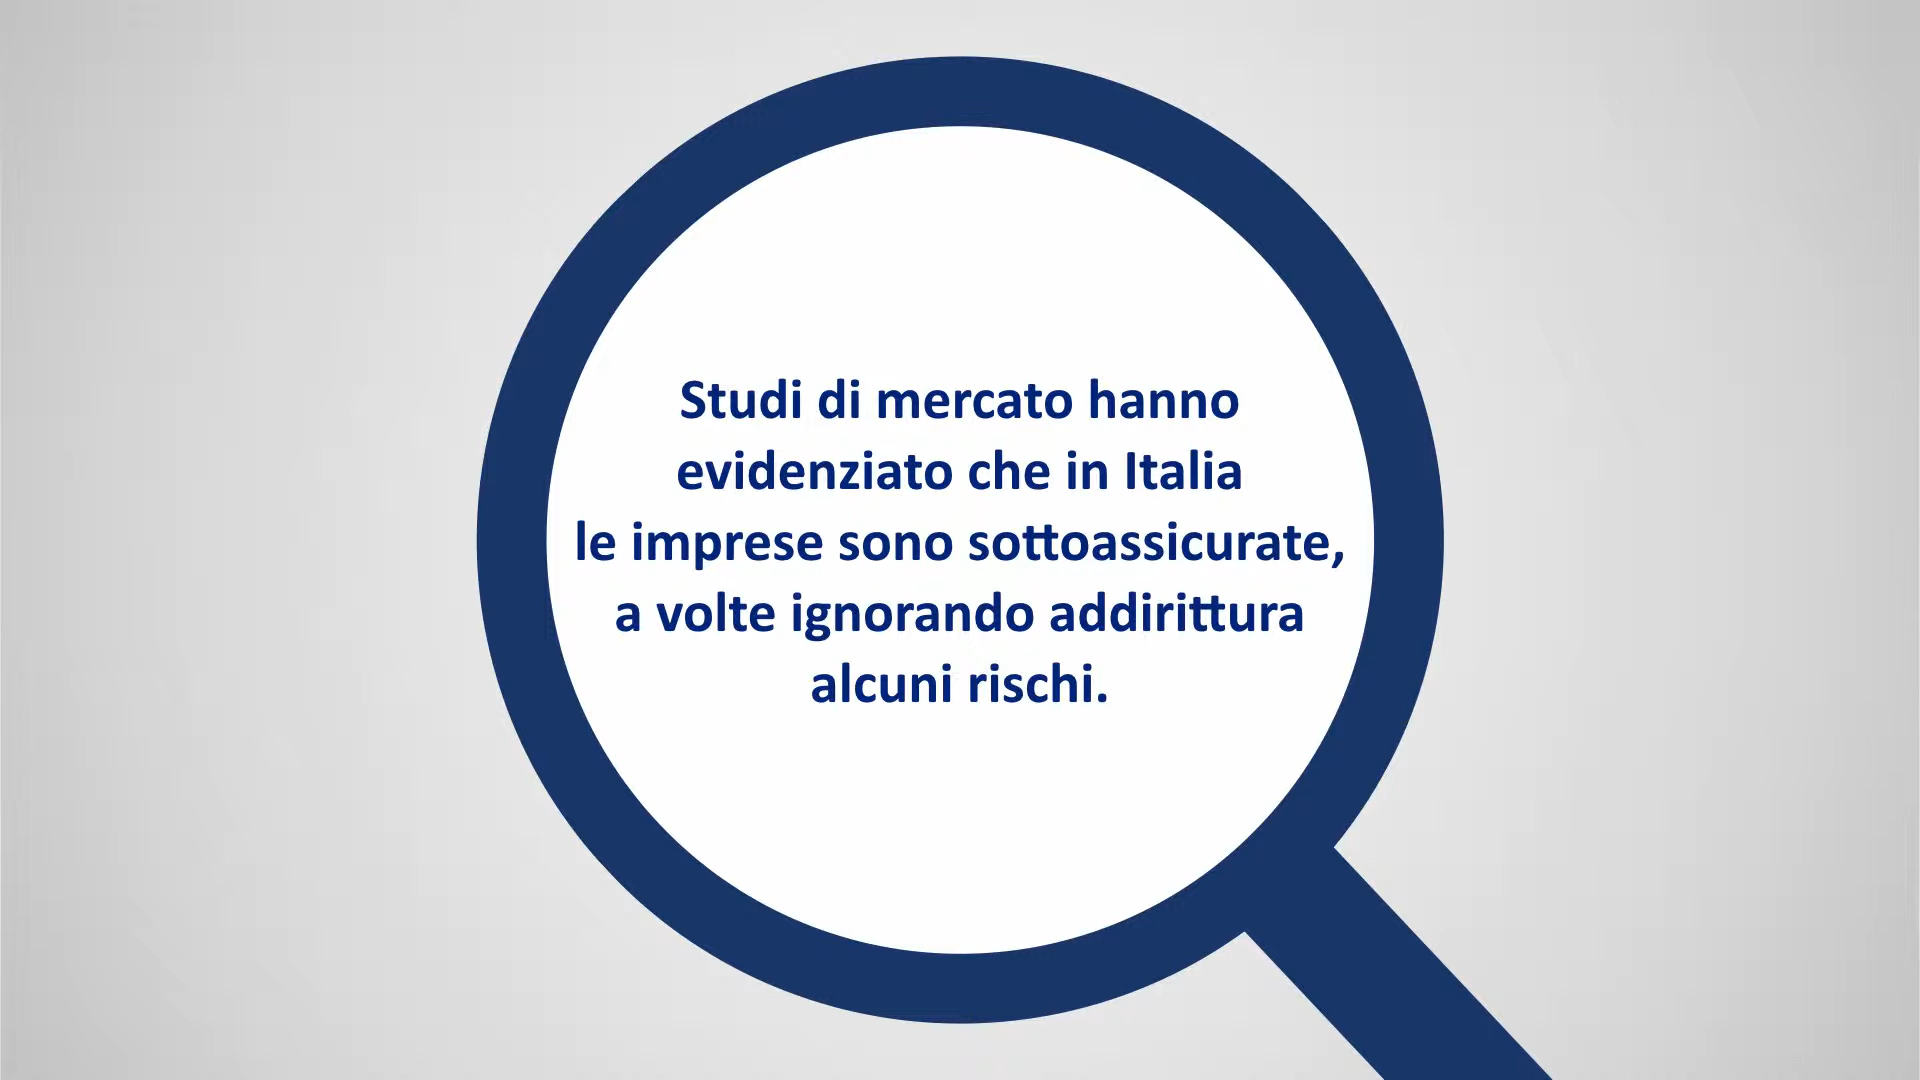 Studi di mercato hanno
evidenziato che in Italia
le imprese sono sottoassicurate,
a volte ignorando addirittura
alcuni rischi.